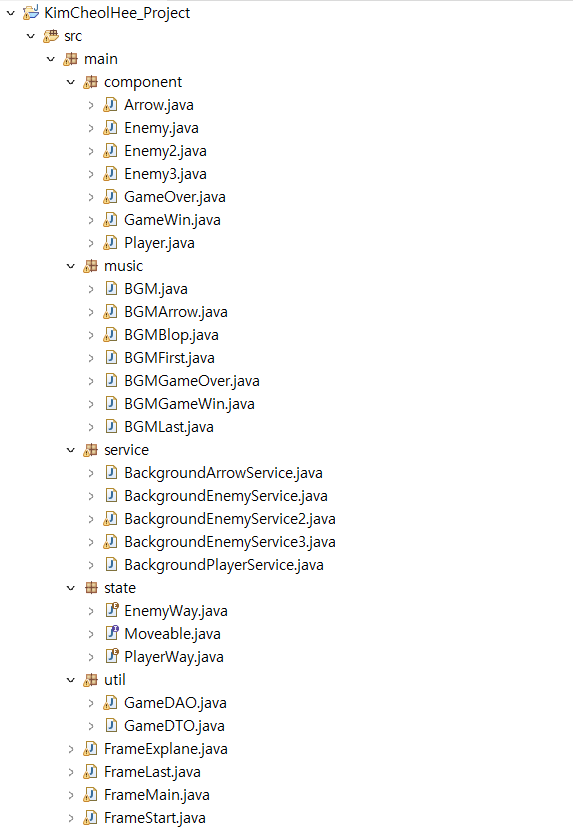 KimCheolHee_Project
src
main
component
Arrow.java
Enemy.java
Enemy2.java
Enemy3.java
GameOver.java
GameWin.java
Player.java
music
BGM.java
BGMArrow.java
BGMBlop.java
BGMFirst.java
BGMGameOver.java
BGMGameWin.java
BGMLast.java
service
BackgroundArrowService.java
BackgroundEnemyService.java
BackgroundEnemyService2.java
BackgroundEnemyService3.java
BackgroundPlayerService.java
state
EnemyWay.java
Moveable.java
PlayerWay.java
util
GameDAO.java
GameDTO.java
FrameExplane.java
FrameLast.java
FrameMain.java
FrameStart.java